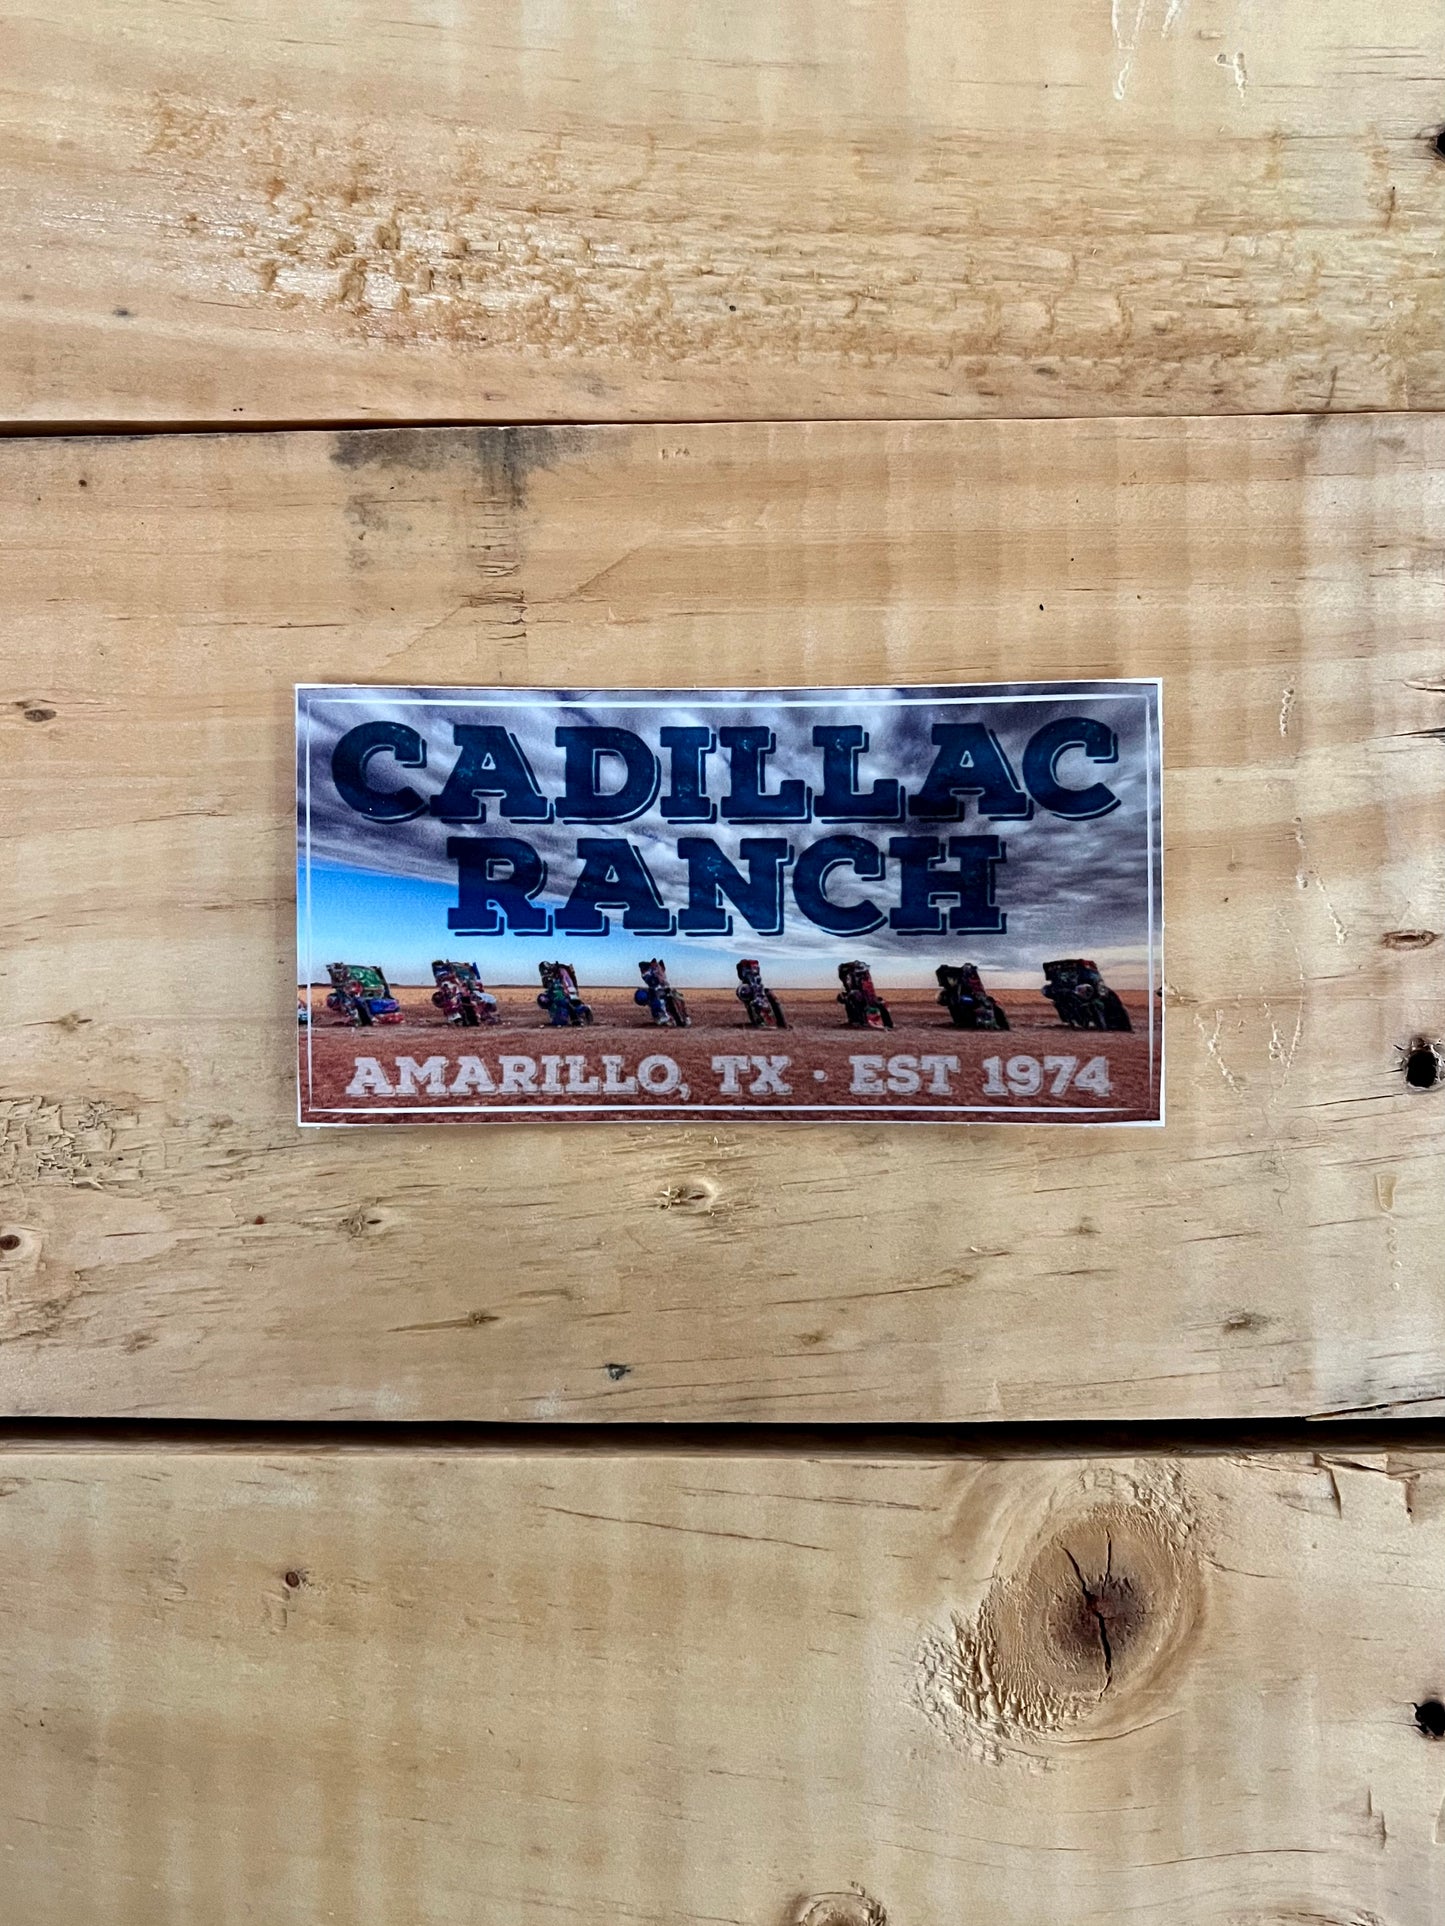 CADILLAC
RANCH
AMARILLO, TX · EST 1974